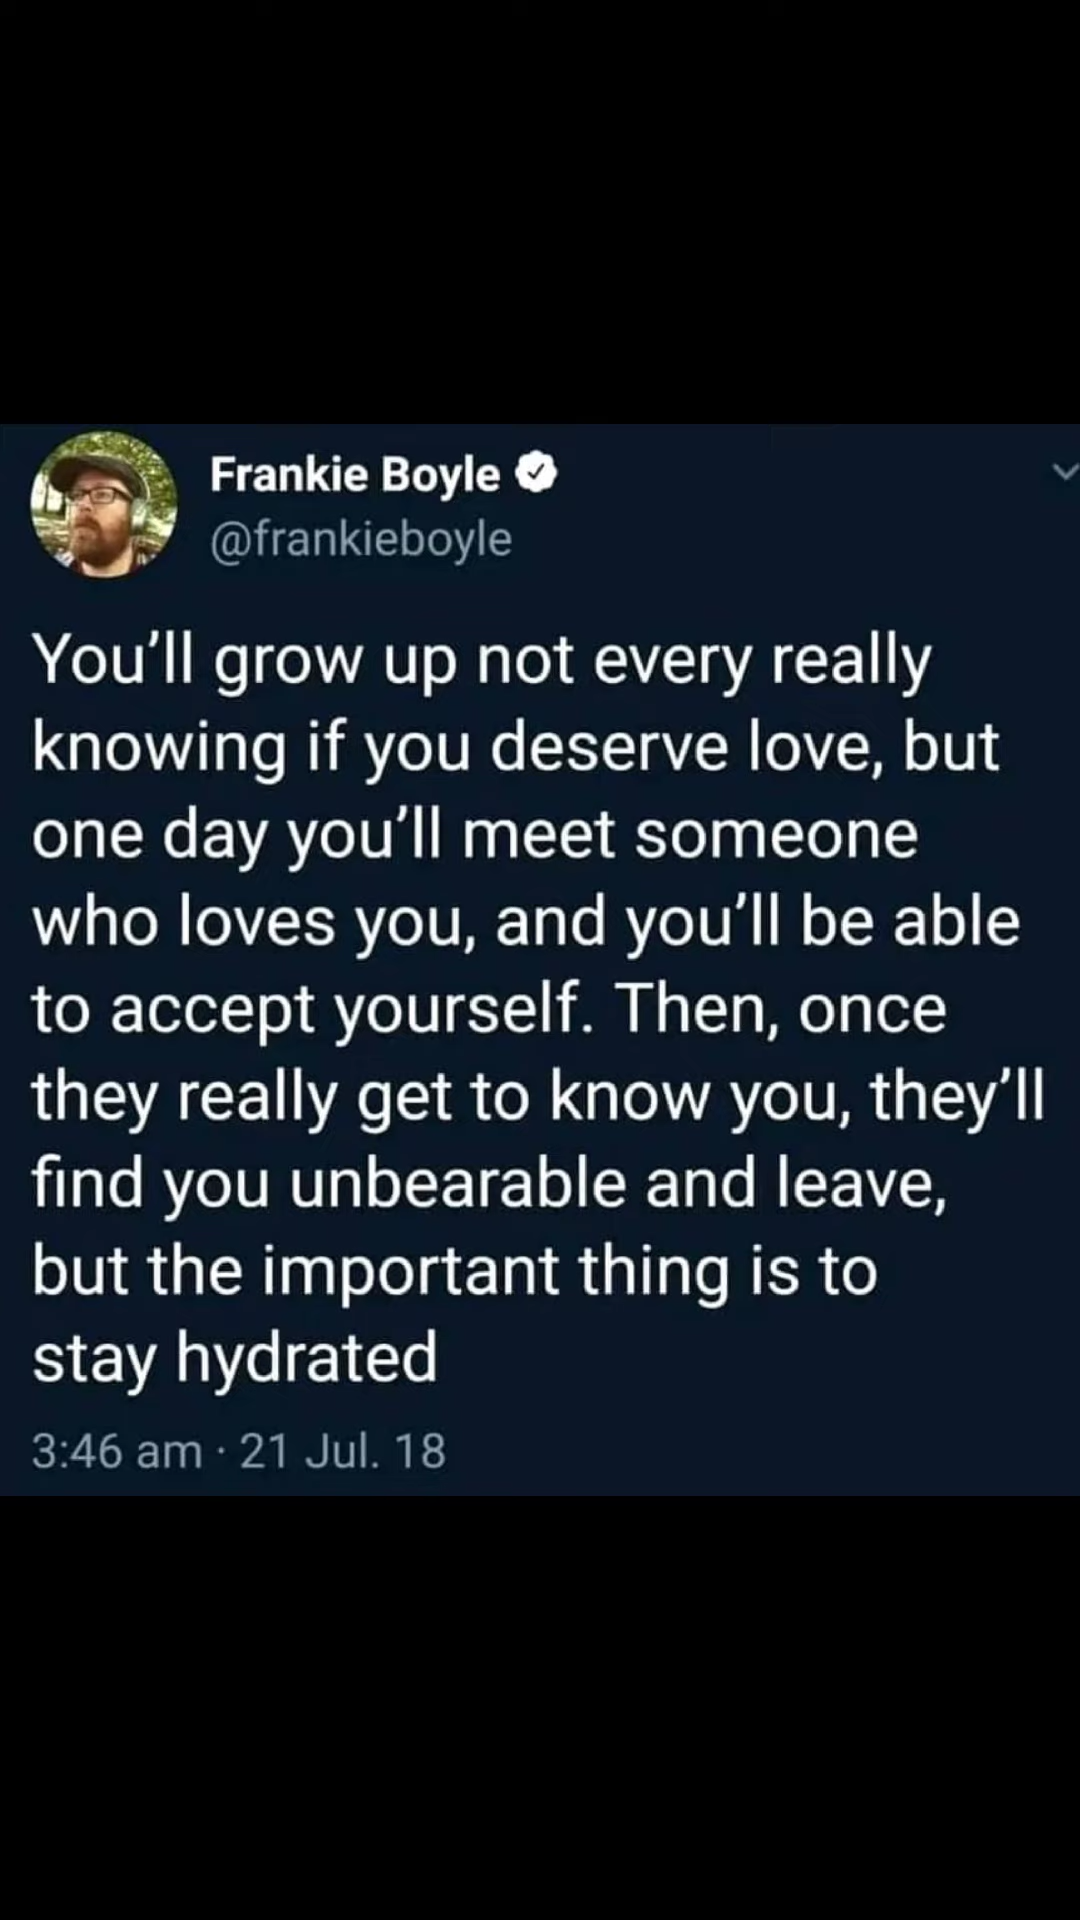 Frankie Boyle
@frankieboyle
You'll grow up not every really
knowing if you deserve love, but
one day you'll meet someone
who loves you, and you'll be able
to accept yourself. Then, once
they really get to know you, they'll
find you unbearable and leave,
but the important thing is to
stay hydrated
3:46 am · 21 Jul. 18